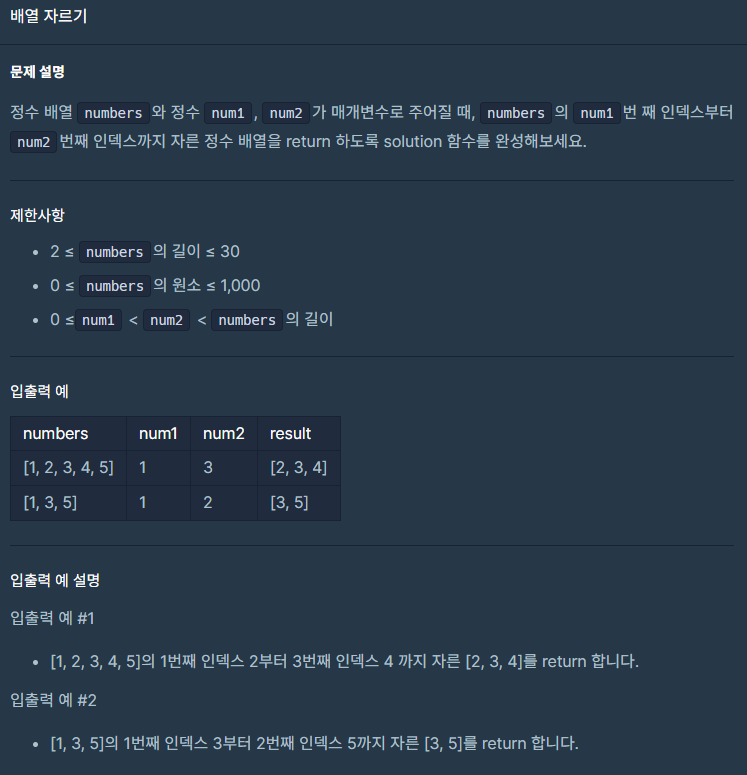 배열 자르기
문제 설명
정수 배열 numbers 와 정수 num1 , num2 가 매개변수로 주어질 때, numbers 의 num1 번 째 인덱스부터
num2 번째 인덱스까지 자른 정수 배열을 return 하도록 solution 함수를 완성해보세요.
제한사항
• 2 ≤ numbers 의 길이 ≤ 30
• 0 ≤ numbers 의 원소 ≤ 1,000
• 0 ≤ num1 < num2 < numbers 의 길이
입출력 예
numbers num1 num2 result
[1, 2, 3, 4, 5] 1 3 [2, 3, 4]
[1, 3, 5] 1 2 [3, 5]
입출력 예 설명
입출력 예 #1
• [1, 2, 3, 4, 5]의 1번째 인덱스 2부터 3번째 인덱스 4 까지 자른 [2, 3, 4]를 return 합니다.
입출력 예 #2
• [1, 3, 5]의 1번째 인덱스 3부터 2번째 인덱스 5까지 자른 [3, 5]를 return 합니다.